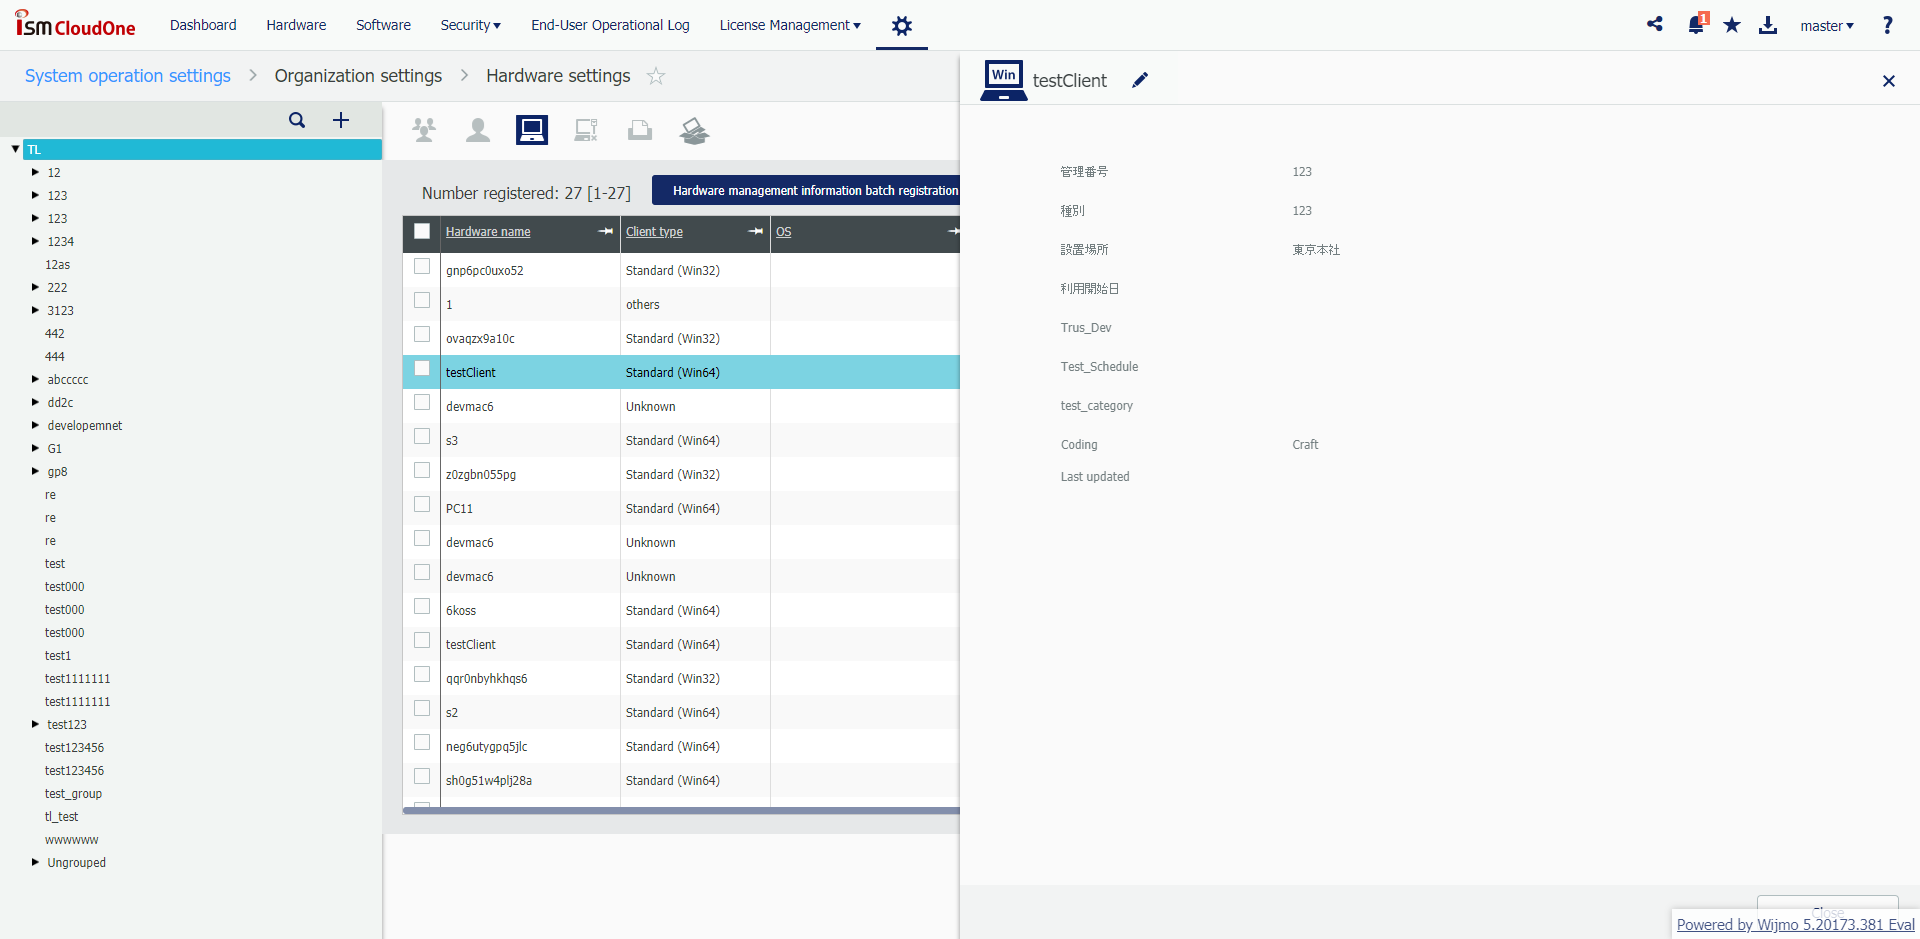 ism CloudOne
Dashboard
Hardware
Software
Security
End-User Operational Log
License Management
1
master
?
System operation settings > Organization settings > Hardware settings
TL
12
123
123
1234
12as
222
3123
442
444
abccccc
dd2c
developemnet
G1
gp8
re
re
re
test
test000
test000
test000
test1
test1111111
test1111111
test123
test123456
test123456
test_group
tl_test
wwwwww
Ungrouped
Number registered: 27 [1-27]
Hardware management information batch registration
Hardware name Client type OS
gnp6pc0uxo52 Standard (Win32)
1 others
ovaqzx9a10c Standard (Win32)
testClient Standard (Win64)
devmac6 Unknown
s3 Standard (Win64)
z0zgbn055pg Standard (Win32)
PC11 Standard (Win64)
devmac6 Unknown
devmac6 Unknown
6koss Standard (Win64)
testClient Standard (Win64)
qqr0nbyhkhqs6 Standard (Win32)
s2 Standard (Win64)
neg6utygpq5jlc Standard (Win64)
sh0g51w4plj28a Standard (Win64)
Win
testClient
管理番号 123
種別 123
設置場所 東京本社
利用開始日
Trus_Dev
Test_Schedule
test_category
Coding Craft
Last updated
Close
Powered by Wijmo 5.20173.381 Eval